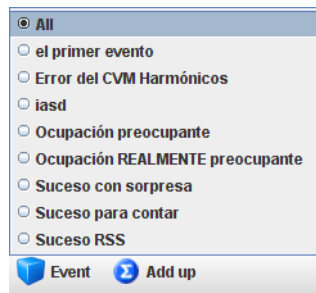 All
el primer evento
Error del CVM Harmónicos
iasd
Ocupación preocupante
Ocupación REALMENTE preocupante
Suceso con sorpresa
Suceso para contar
Suceso RSS
Event Σ Add up